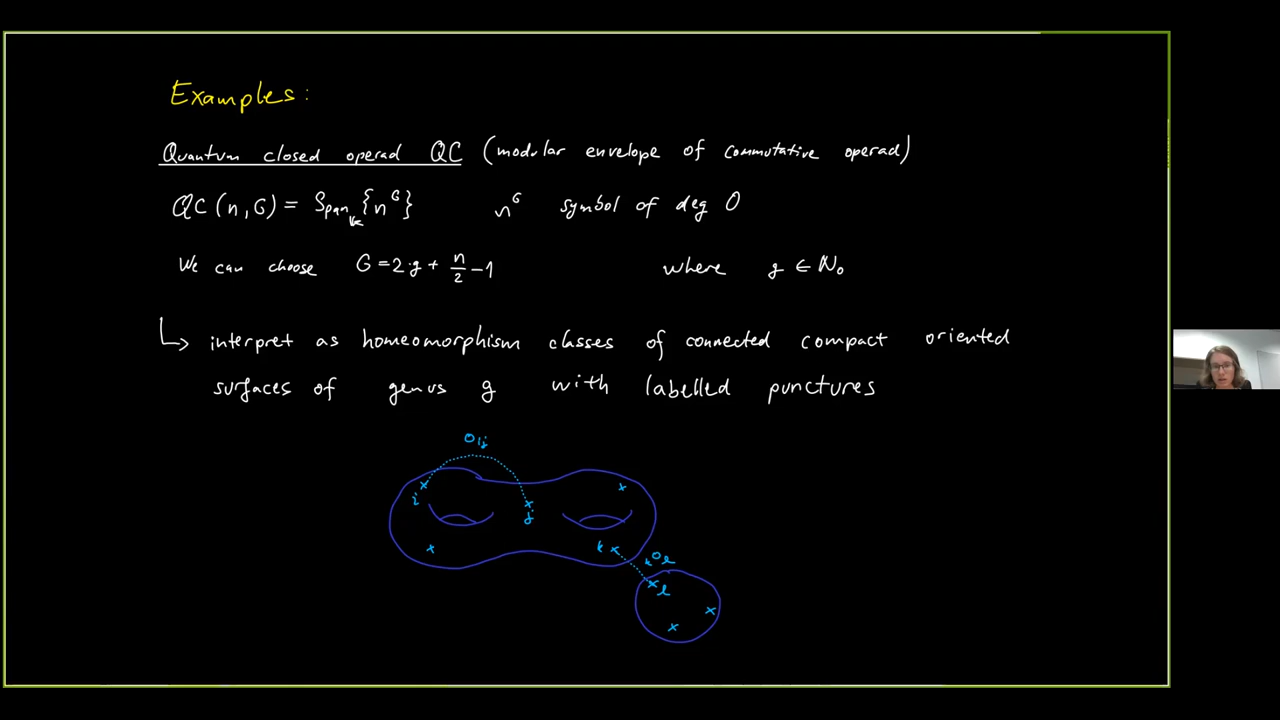 Examples:
Quantum closed operad QC (modular envelope of commutative operad)
QC(n,G) = Span_𝕜 {n^G} n^G symbol of deg 0
We can choose G = 2·g + n/2 - 1 where g ∈ ℕ₀
↳ interpret as homeomorphism classes of connected compact oriented
surfaces of genus g with labelled punctures
○ij
i
j
k
k○l
l